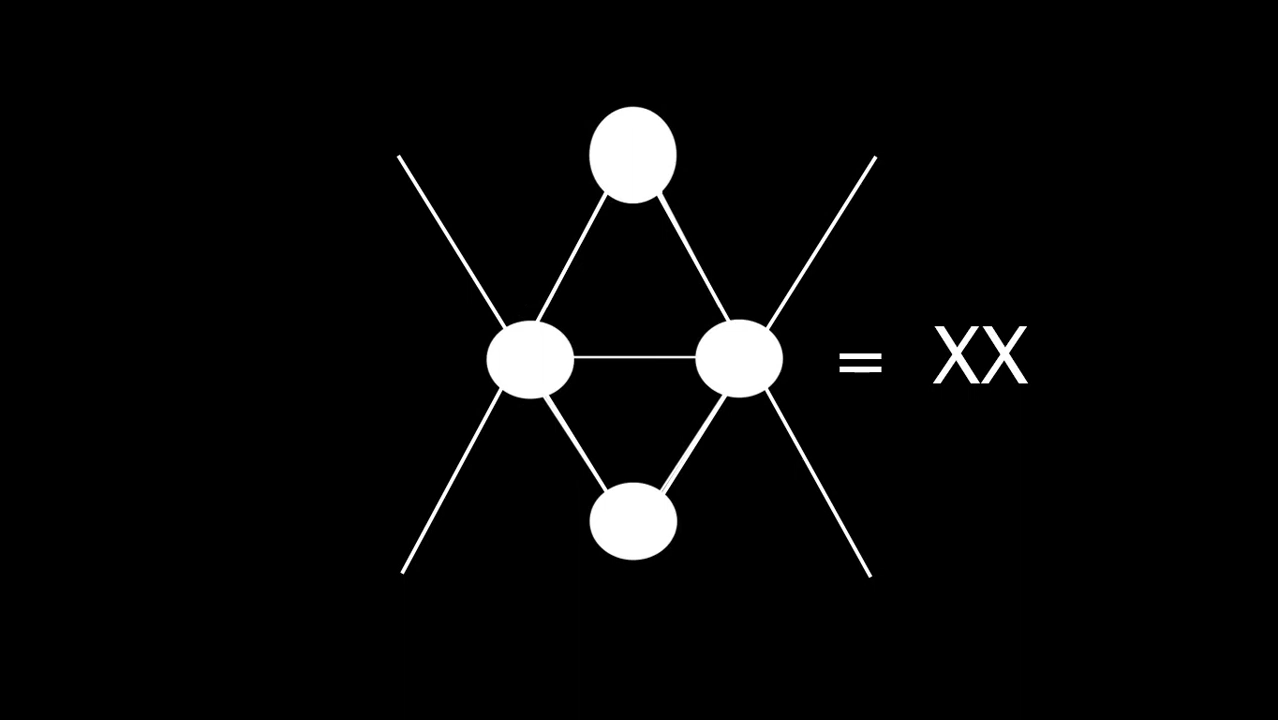 = XX